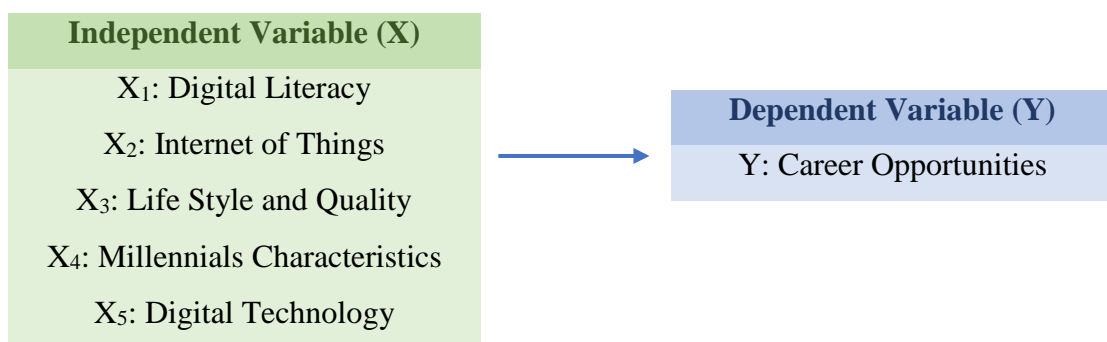 Independent Variable (X)
X₁: Digital Literacy
X₂: Internet of Things
X₃: Life Style and Quality
X₄: Millennials Characteristics
X₅: Digital Technology
Dependent Variable (Y)
Y: Career Opportunities